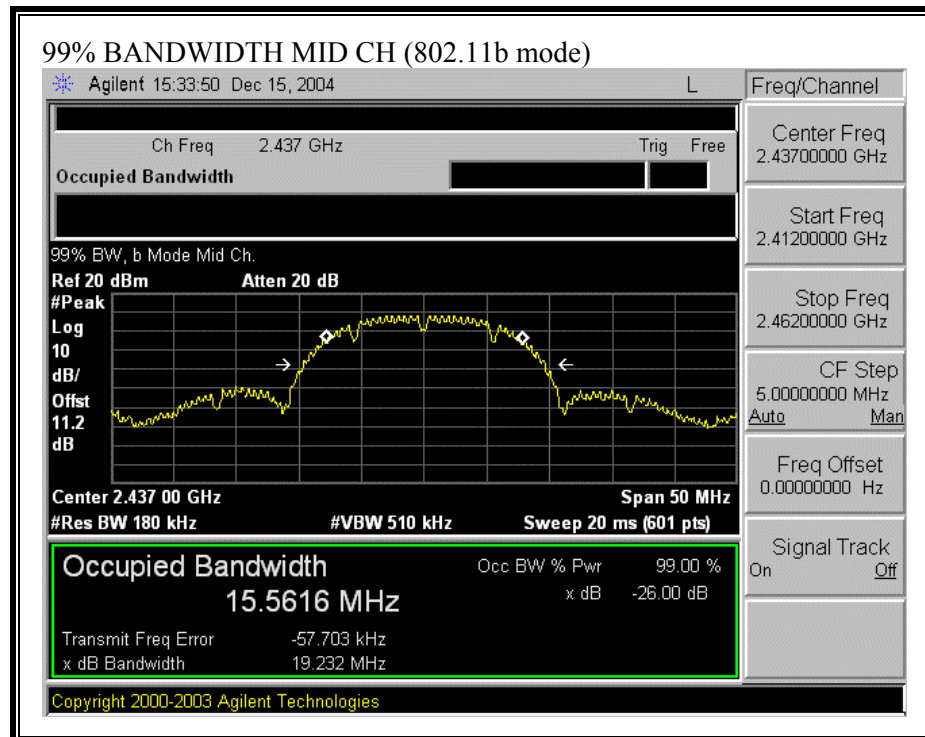 99% BANDWIDTH MID CH (802.11b mode)
Agilent 15:33:50 Dec 15, 2004 L Freq/Channel
Ch Freq 2.437 GHz Trig Free
Occupied Bandwidth
Center Freq
2.43700000 GHz
Start Freq
2.41200000 GHz
99% BW, b Mode Mid Ch.
Ref 20 dBm Atten 20 dB
#Peak
Log
10
dB/
Offst
11.2
dB
Stop Freq
2.46200000 GHz
CF Step
5.00000000 MHz
Auto Man
Freq Offset
0.00000000 Hz
Center 2.437 00 GHz Span 50 MHz
#Res BW 180 kHz #VBW 510 kHz Sweep 20 ms (601 pts)
Signal Track
On Off
Occupied Bandwidth Occ BW % Pwr 99.00 %
15.5616 MHz x dB -26.00 dB
Transmit Freq Error -57.703 kHz
x dB Bandwidth 19.232 MHz
Copyright 2000-2003 Agilent Technologies